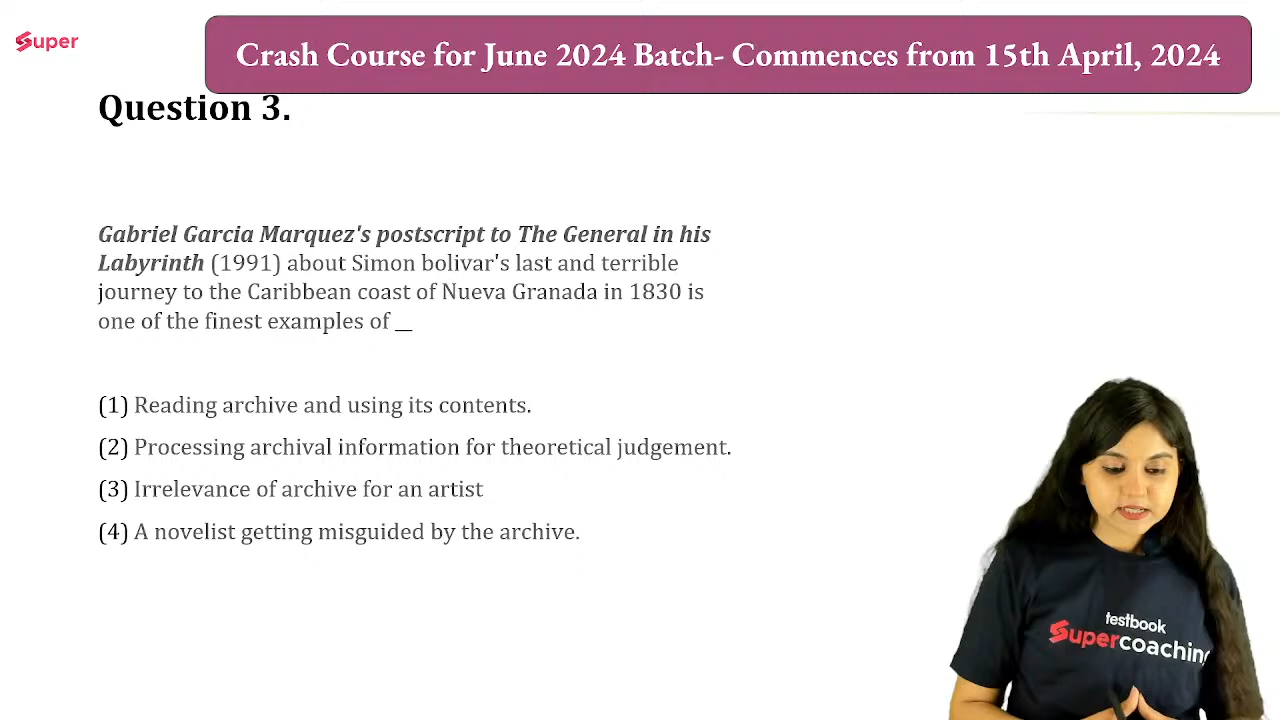 Super
Crash Course for June 2024 Batch- Commences from 15th April, 2024
Question 3.
Gabriel Garcia Marquez's postscript to The General in his
Labyrinth (1991) about Simon bolivar's last and terrible
journey to the Caribbean coast of Nueva Granada in 1830 is
one of the finest examples of __
(1) Reading archive and using its contents.
(2) Processing archival information for theoretical judgement.
(3) Irrelevance of archive for an artist
(4) A novelist getting misguided by the archive.
testbook
Supercoaching